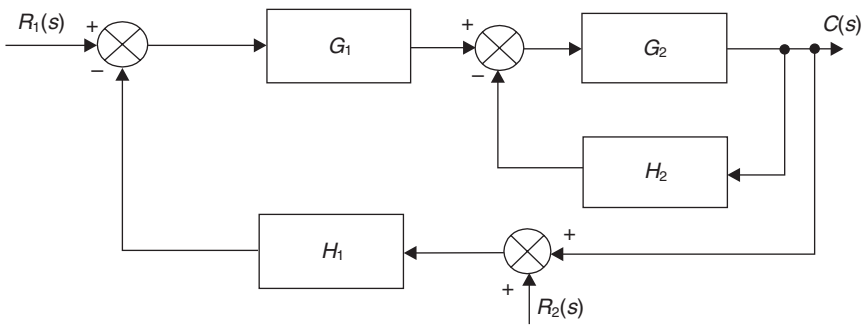 R1(s)
+
−
G1
+
−
G2
C(s)
H2
H1
+
+
R2(s)